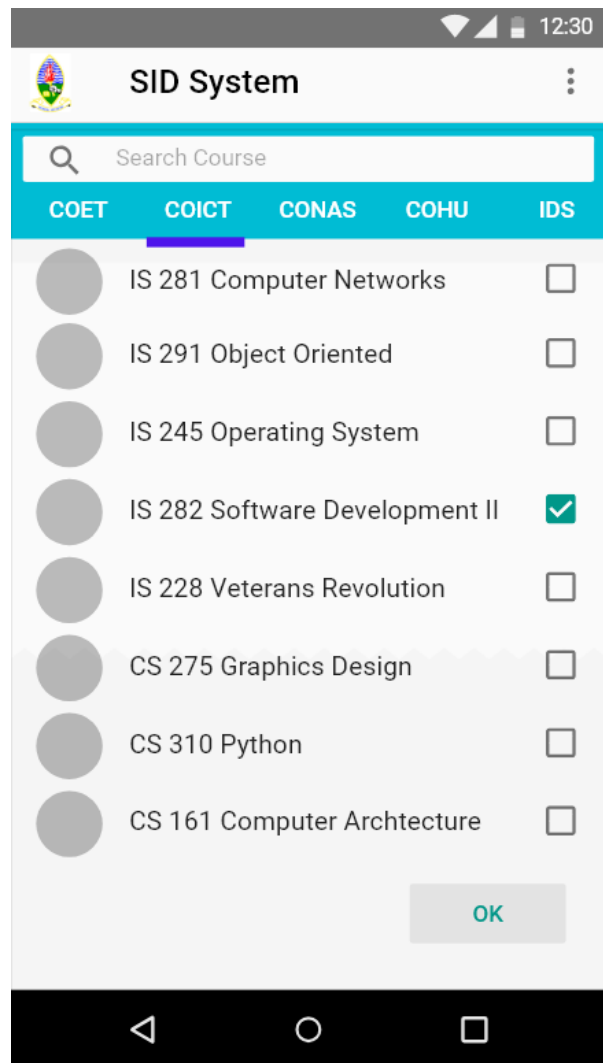 12:30
SID System
Search Course
COET COICT CONAS COHU IDS
IS 281 Computer Networks
IS 291 Object Oriented
IS 245 Operating System
IS 282 Software Development II
IS 228 Veterans Revolution
CS 275 Graphics Design
CS 310 Python
CS 161 Computer Archtecture
OK